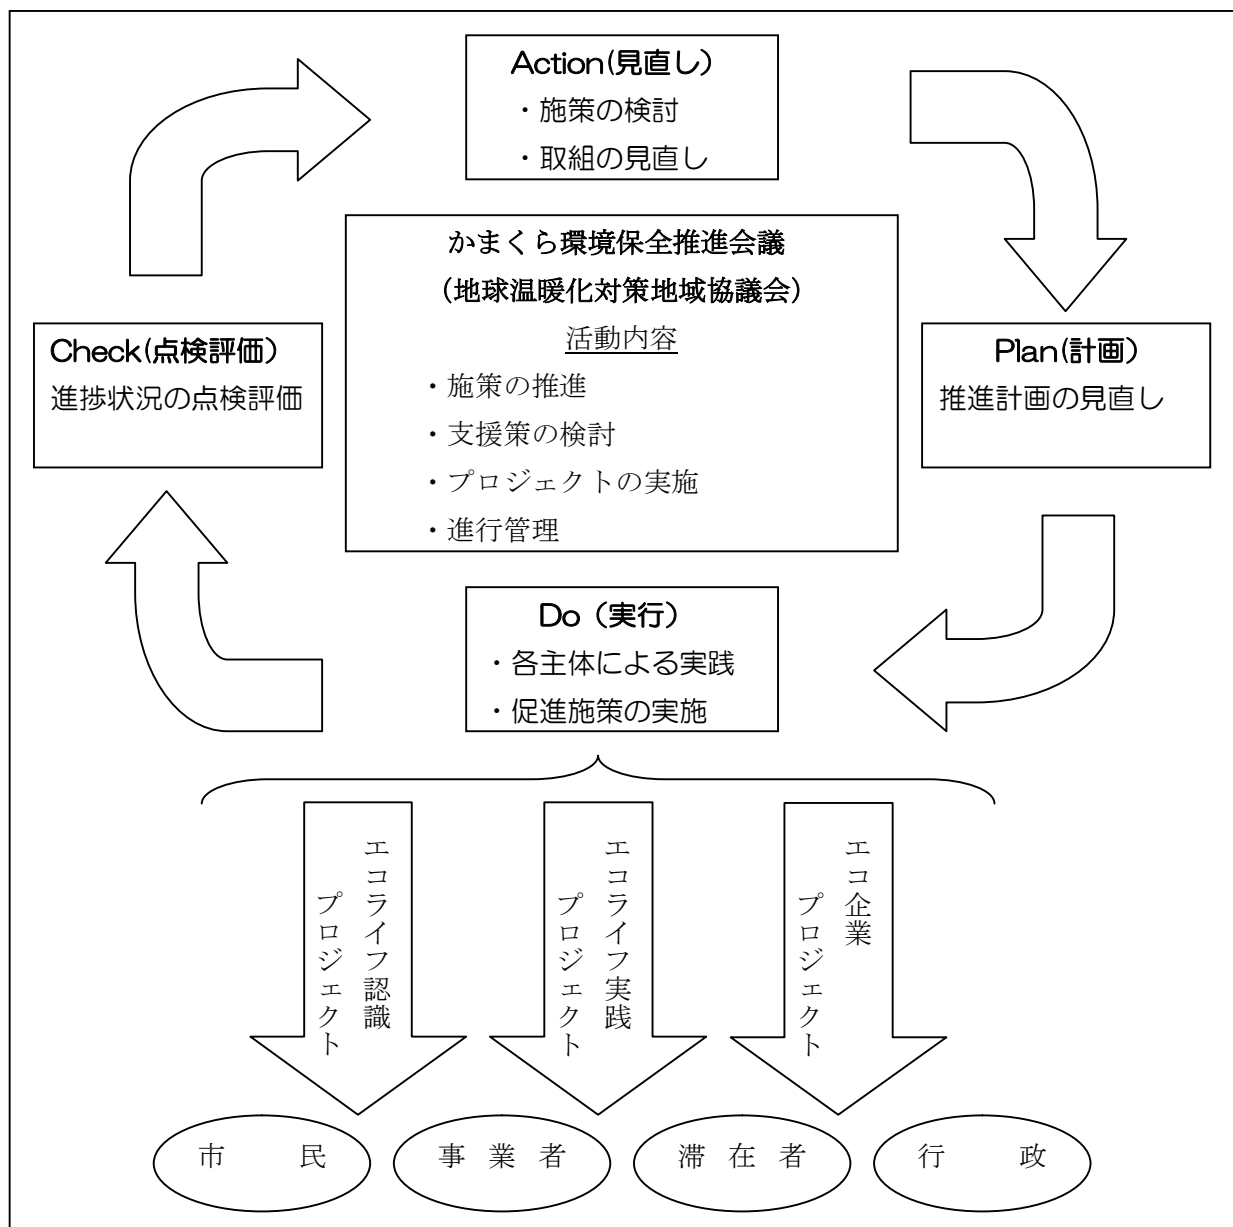 Action(見直し)
・施策の検討
・取組の見直し
かまくら環境保全推進会議
（地球温暖化対策地域協議会）
活動内容
・施策の推進
・支援策の検討
・プロジェクトの実施
・進行管理
Check(点検評価)
進捗状況の点検評価
Plan(計画)
推進計画の見直し
Do（実行）
・各主体による実践
・促進施策の実施
エコライフ認識
プロジェクト
エコライフ実践
プロジェクト
エコ企業
プロジェクト
市　民
事業者
滞在者
行　政